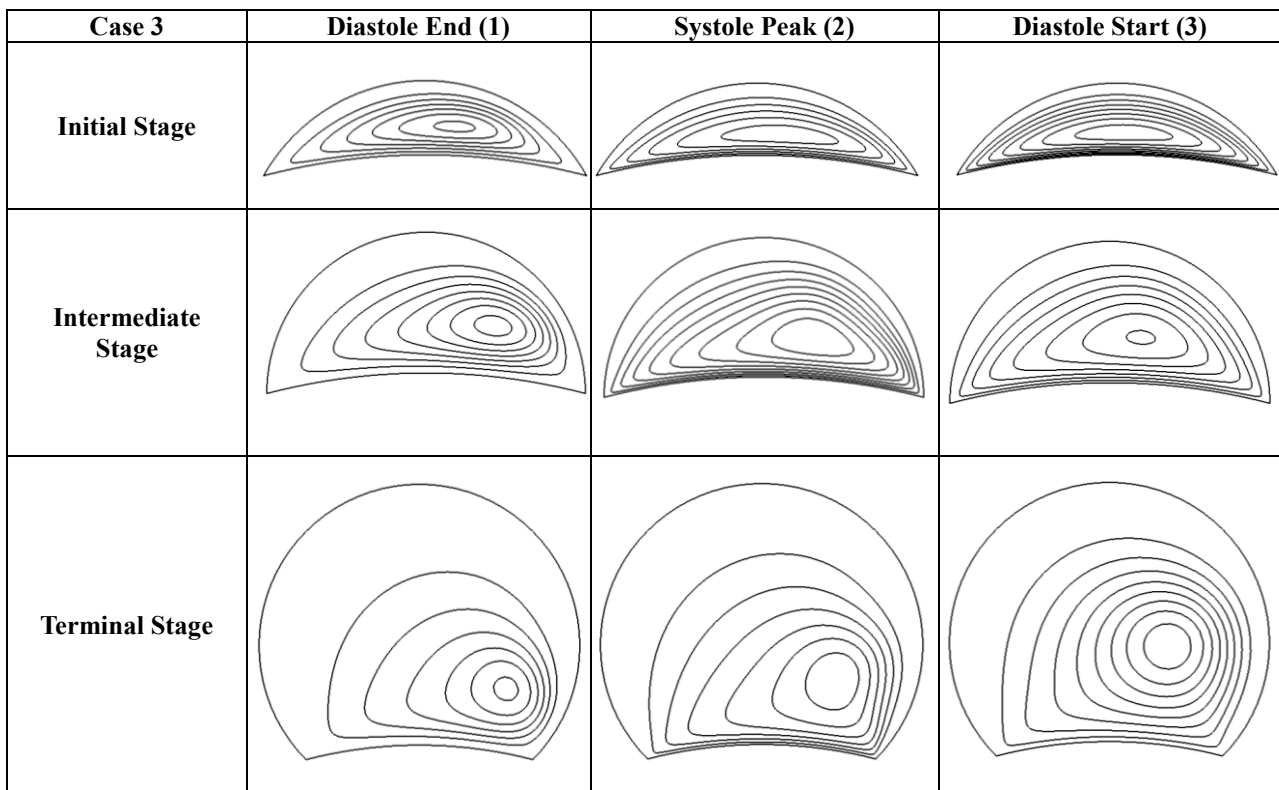 Case 3
Diastole End (1)
Systole Peak (2)
Diastole Start (3)
Initial Stage
Intermediate
Stage
Terminal Stage